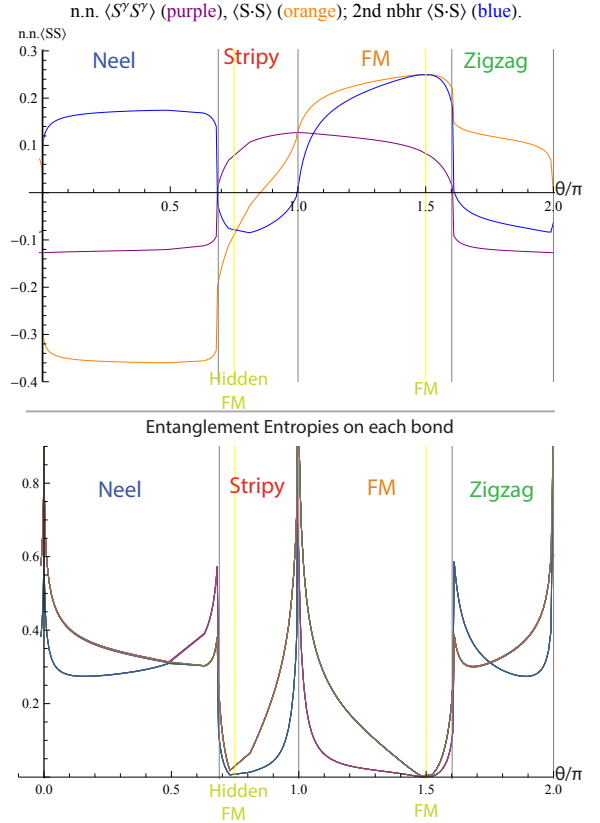 n.n. ⟨SᵞSᵞ⟩ (purple), ⟨S·S⟩ (orange); 2nd nbhr ⟨S·S⟩ (blue).
n.n.⟨SS⟩
0.3
Neel Stripy FM Zigzag
0.2
0.1
θ/π
0.5 1.0 1.5 2.0
−0.1
−0.2
−0.3
Hidden FM
FM
−0.4
Entanglement Entropies on each bond
0.8
Neel Stripy FM Zigzag
0.6
0.4
0.2
θ/π
0.0 0.5 1.0 1.5 2.0
Hidden FM
FM